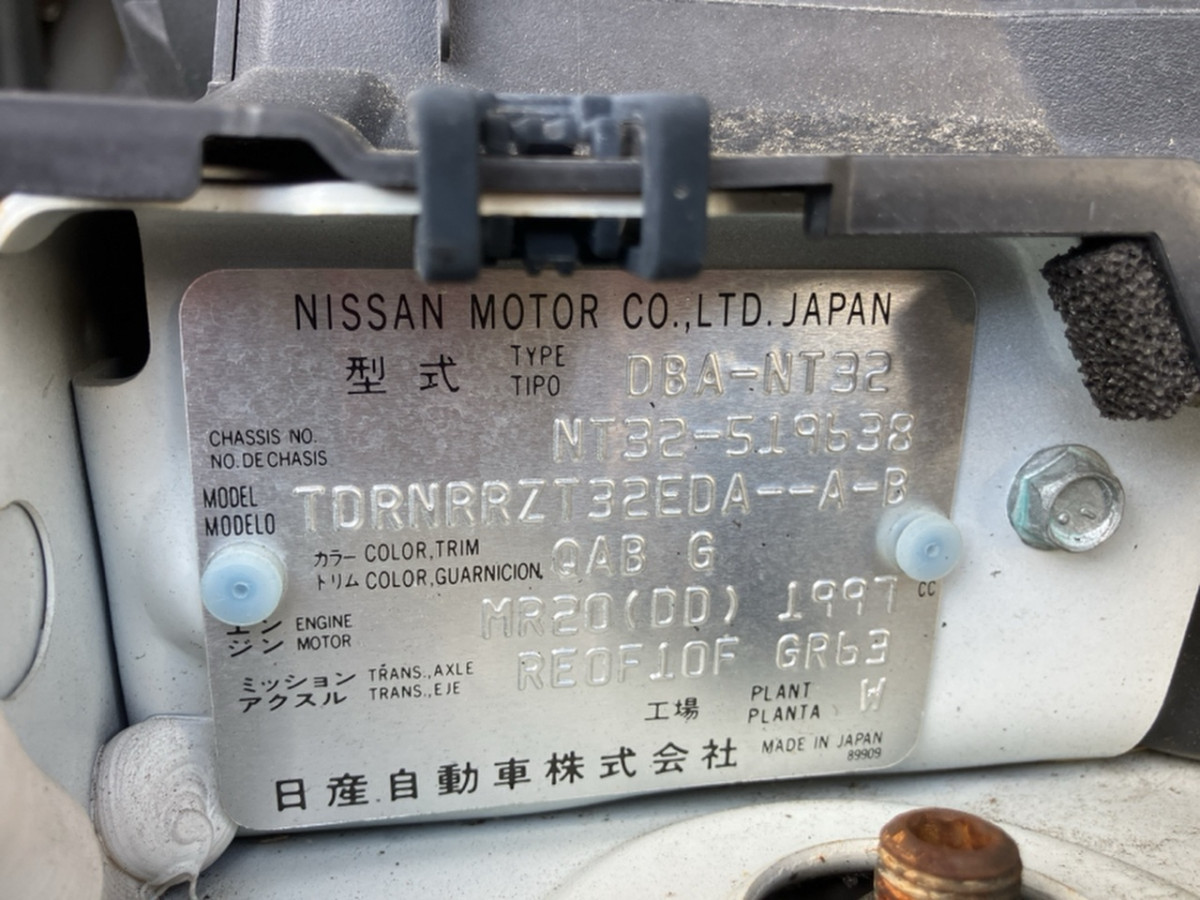 NISSAN MOTOR CO.,LTD. JAPAN
型式 TYPE TIPO DBA-NT32
CHASSIS NO. NT32-519638
NO. DE CHASIS
MODEL MODELO TDRNRRZT32EDA--A-B
カラー COLOR,TRIM QAB G
トリム COLOR,GUARNICION,
エンジン ENGINE MOTOR MR20(DD) 1997 CC
ミッション TRANS.,AXLE RE0F10F GR63
アクスル TRANS.,EJE
工場 PLANT PLANTA W
日産自動車株式会社 MADE IN JAPAN
89909